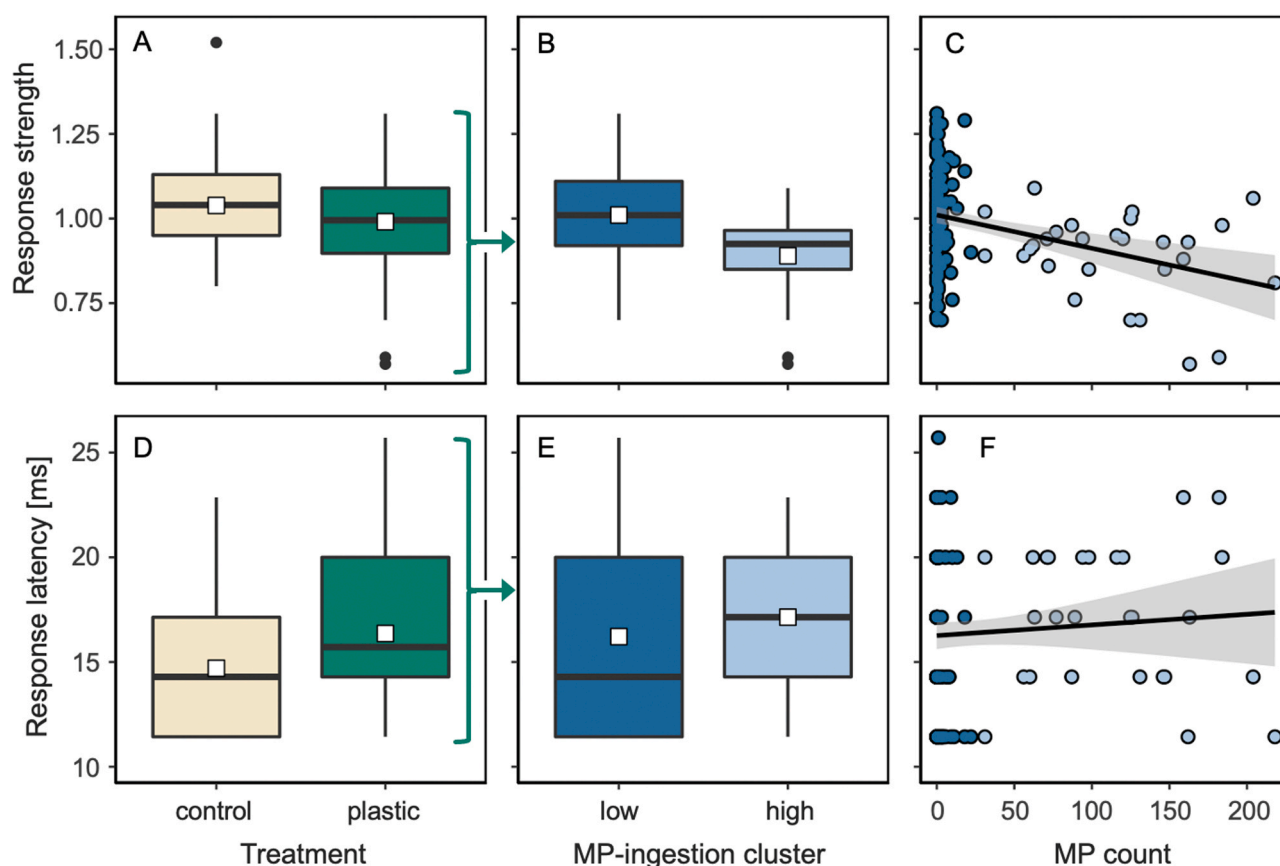 A
B
C
Response strength
1.50
1.25
1.00
0.75
D
E
F
Response latency [ms]
25
20
15
10
control
plastic
low
high
0
50
100
150
200
Treatment
MP-ingestion cluster
MP count